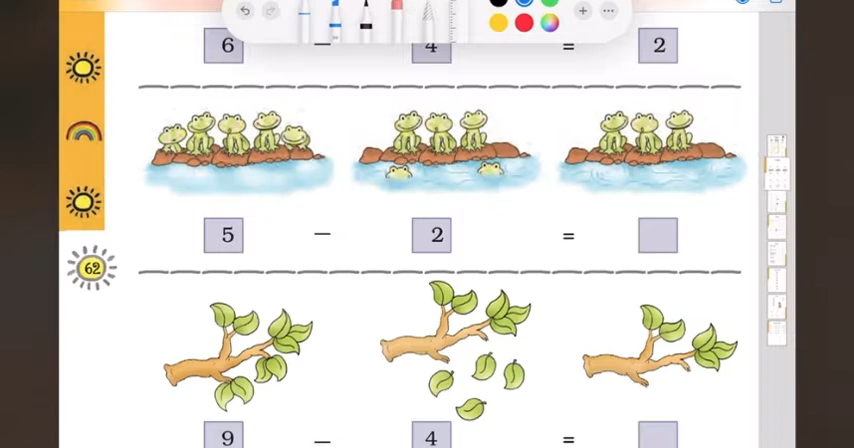 6 − 4 = 2
5 − 2 =
62
9 − 4 =